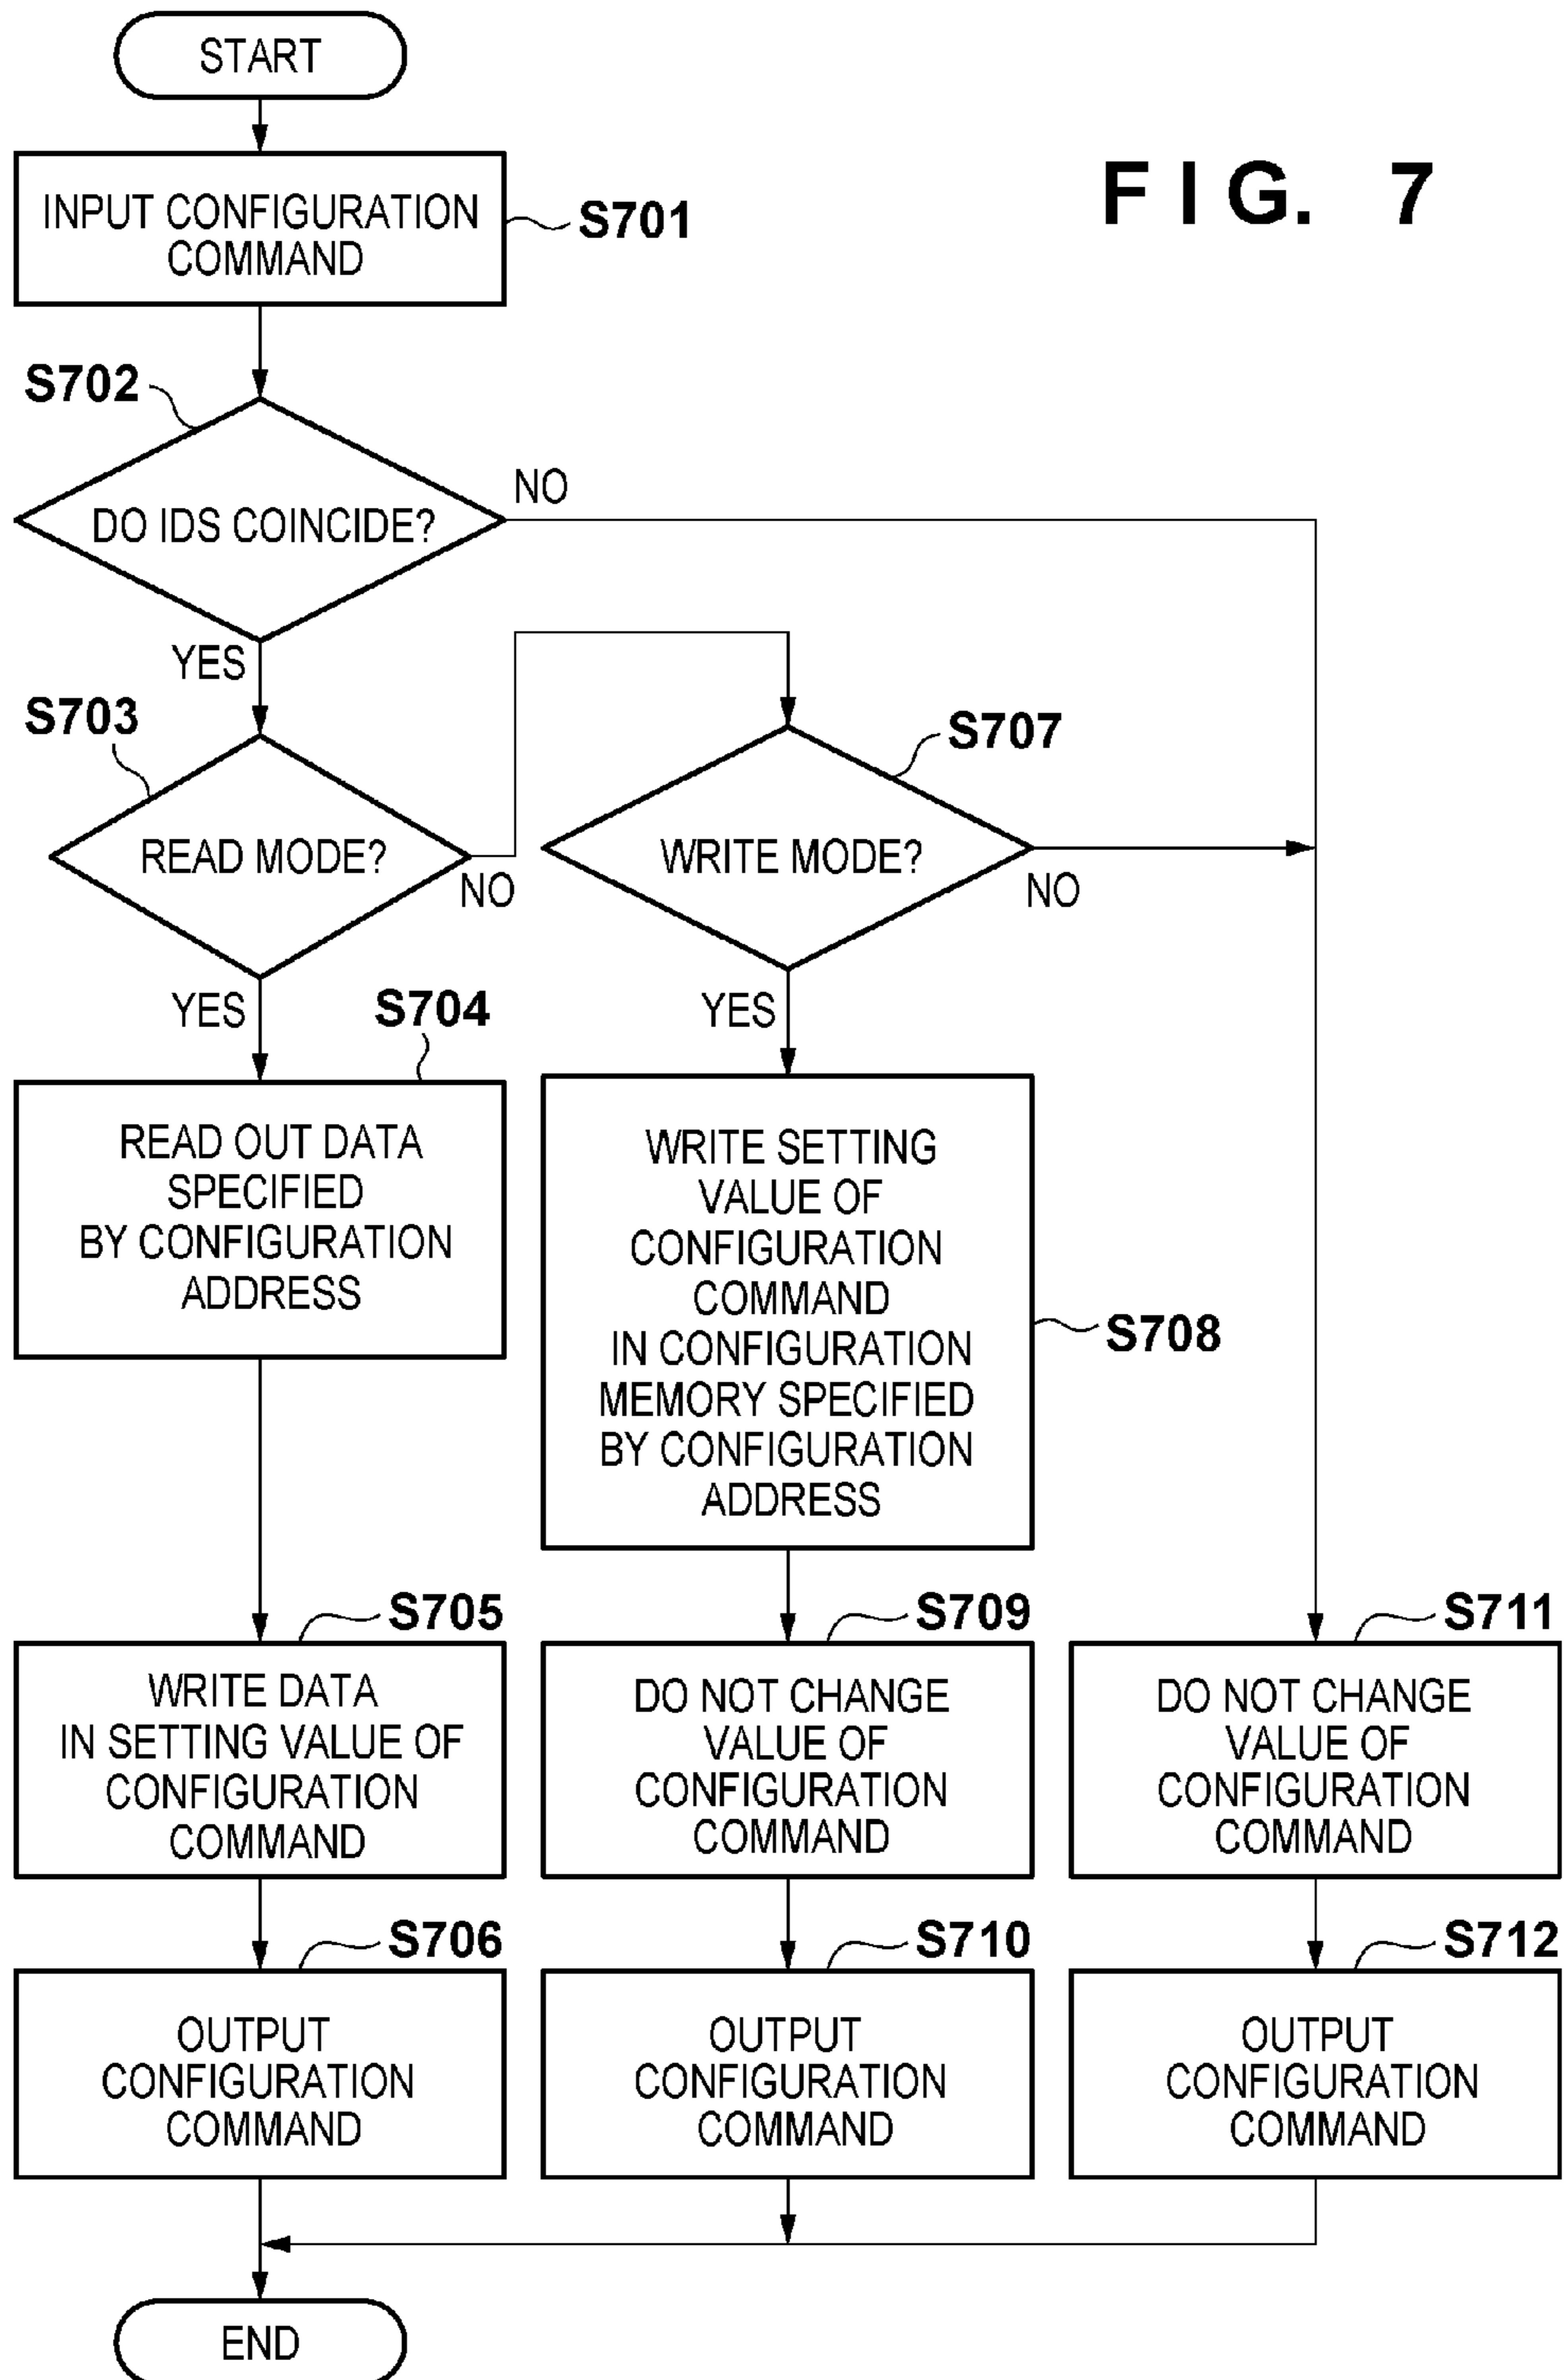 START
FIG. 7
INPUT CONFIGURATION
COMMAND
S701
S702
DO IDS COINCIDE?
NO
YES
S703
READ MODE?
NO
S707
WRITE MODE?
NO
YES
S704
READ OUT DATA
SPECIFIED
BY CONFIGURATION
ADDRESS
YES
WRITE SETTING
VALUE OF
CONFIGURATION
COMMAND
IN CONFIGURATION
MEMORY SPECIFIED
BY CONFIGURATION
ADDRESS
S708
S705
WRITE DATA
IN SETTING VALUE OF
CONFIGURATION
COMMAND
S709
DO NOT CHANGE
VALUE OF
CONFIGURATION
COMMAND
S711
DO NOT CHANGE
VALUE OF
CONFIGURATION
COMMAND
S706
OUTPUT
CONFIGURATION
COMMAND
S710
OUTPUT
CONFIGURATION
COMMAND
S712
OUTPUT
CONFIGURATION
COMMAND
END